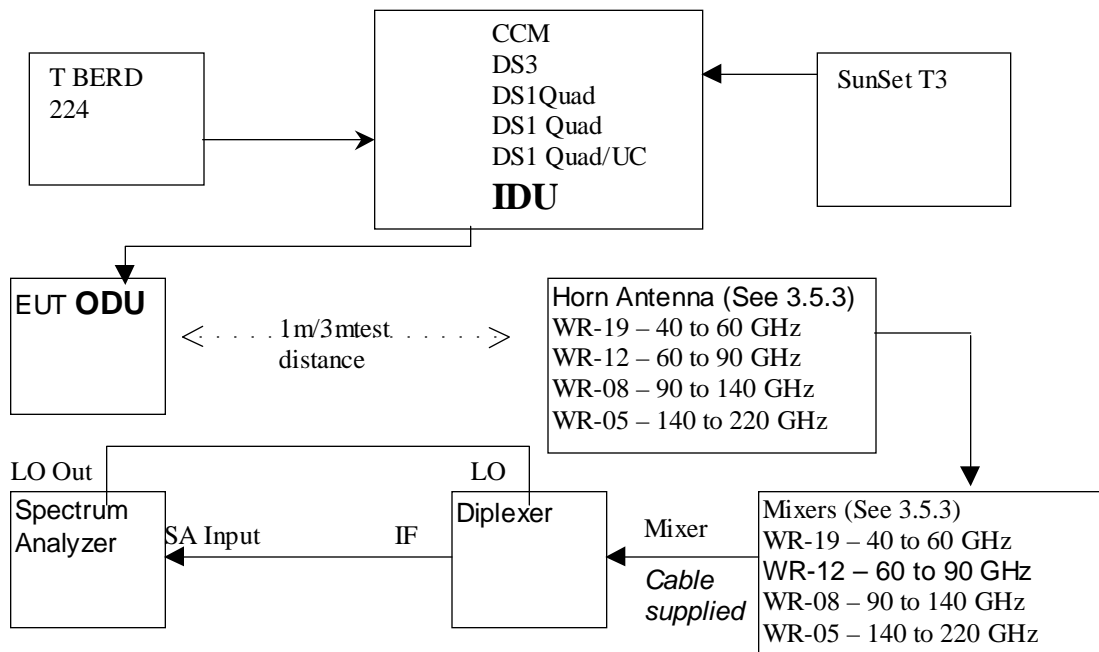 CCM
DS3
DS1Quad
DS1 Quad
DS1 Quad/UC
IDU
T BERD
224
SunSet T3
EUT ODU
1m/3mtest
distance
Horn Antenna (See 3.5.3)
WR-19 – 40 to 60 GHz
WR-12 – 60 to 90 GHz
WR-08 – 90 to 140 GHz
WR-05 – 140 to 220 GHz
LO Out
LO
Spectrum
Analyzer
SA Input
IF
Diplexer
Mixer
Cable
supplied
Mixers (See 3.5.3)
WR-19 – 40 to 60 GHz
WR-12 – 60 to 90 GHz
WR-08 – 90 to 140 GHz
WR-05 – 140 to 220 GHz